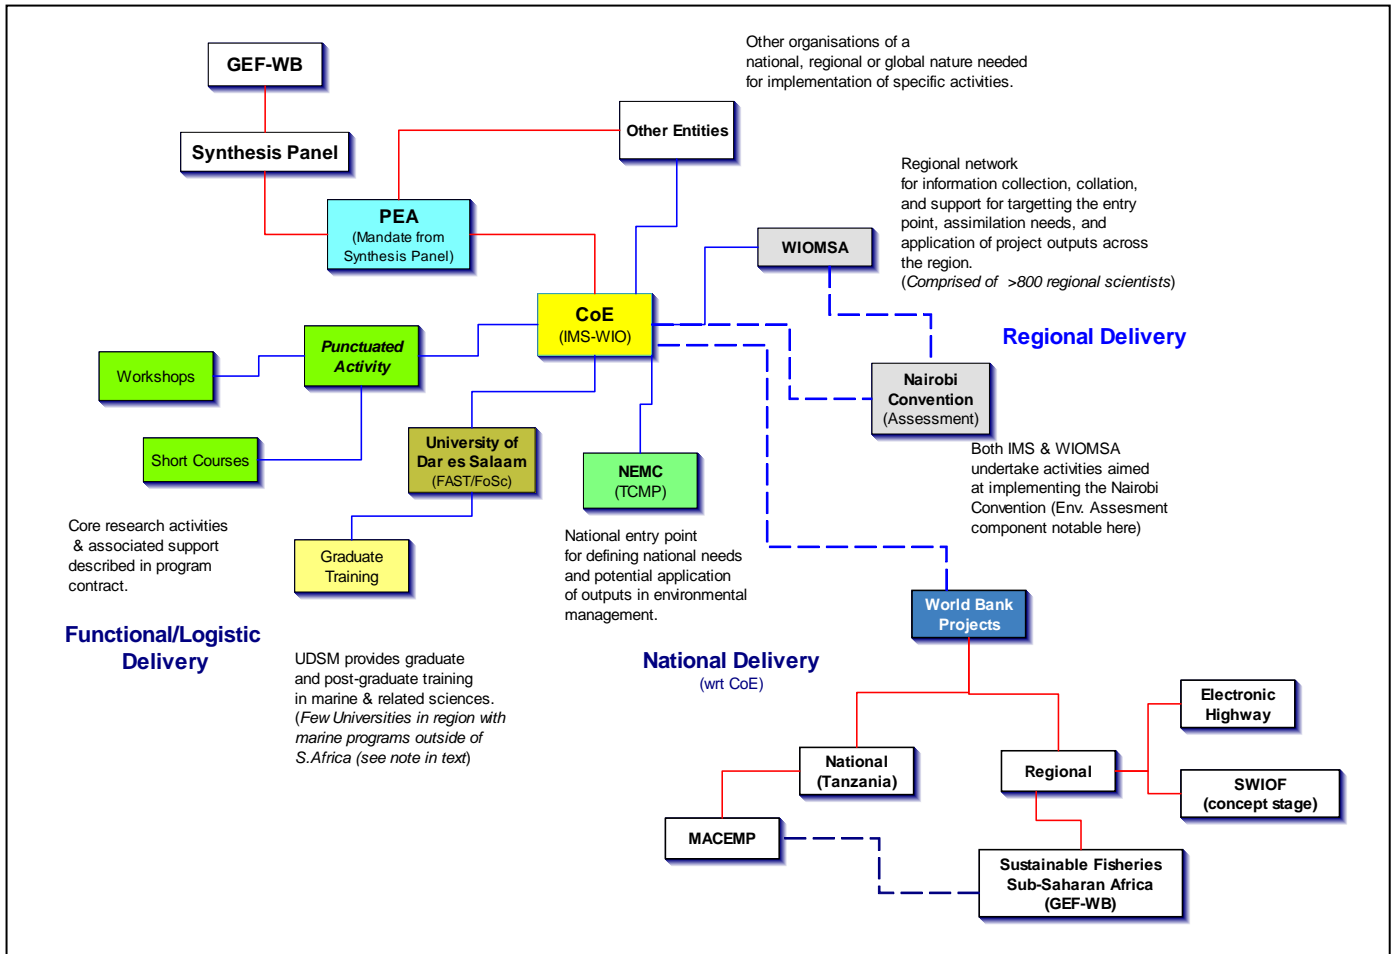 GEF-WB
Synthesis Panel
PEA
(Mandate from
Synthesis Panel)
Other organisations of a
national, regional or global nature needed
for implementation of specific activities.
Other Entities
Regional network
for information collection, collation,
and support for targetting the entry
point, assimilation needs, and
application of project outputs across
the region.
(Comprised of >800 regional scientists)
WIOMSA
CoE
(IMS-WIO)
Regional Delivery
Punctuated
Activity
Workshops
Short Courses
Nairobi
Convention
(Assessment)
Both IMS & WIOMSA
undertake activities aimed
at implementing the Nairobi
Convention (Env. Assesment
component notable here)
University of
Dar es Salaam
(FAST/FoSc)
NEMC
(TCMP)
Core research activities
& associated support
described in program
contract.
Graduate
Training
National entry point
for defining national needs
and potential application
of outputs in environmental
management.
Functional/Logistic
Delivery
UDSM provides graduate
and post-graduate training
in marine & related sciences.
(Few Universities in region with
marine programs outside of
S.Africa (see note in text)
National Delivery
(wrt CoE)
World Bank
Projects
Electronic
Highway
National
(Tanzania)
Regional
SWIOF
(concept stage)
MACEMP
Sustainable Fisheries
Sub-Saharan Africa
(GEF-WB)